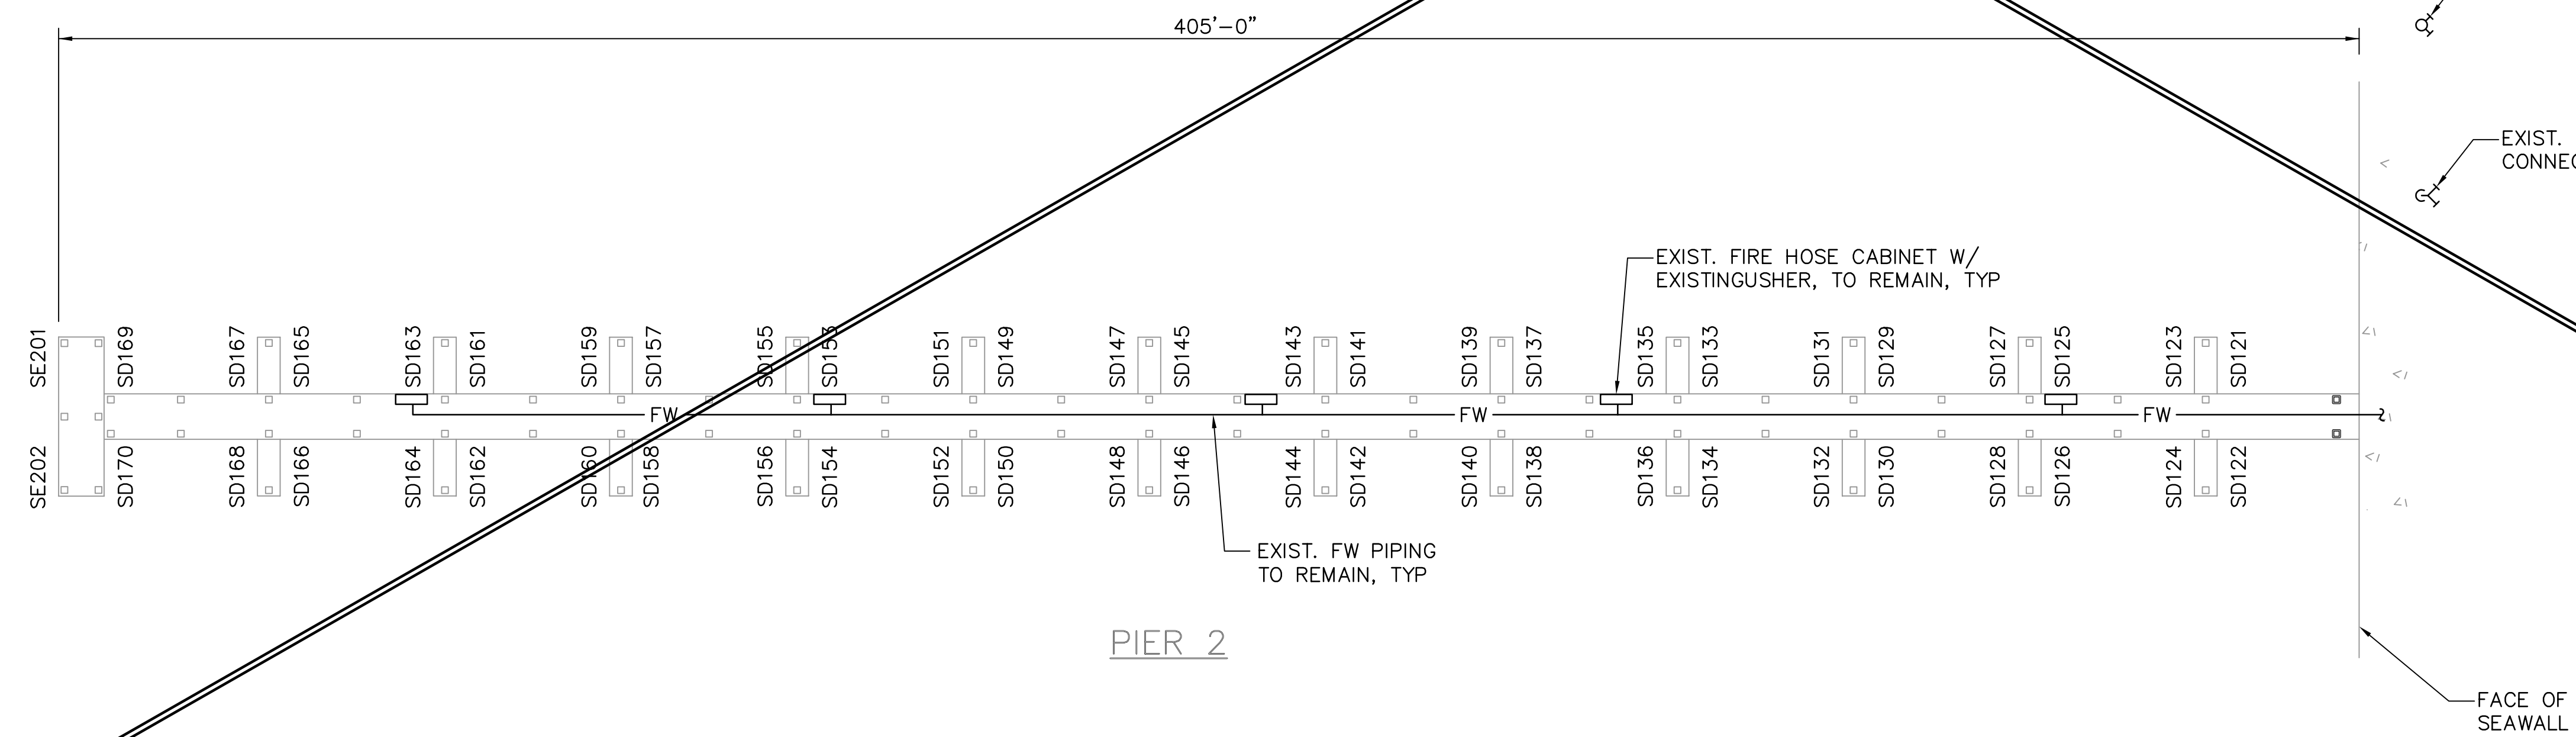 405'-0"
EXIST.
CONNEC
EXIST. FIRE HOSE CABINET W/
EXISTINGUSHER, TO REMAIN, TYP
SE201 SD169 SD167 SD165 SD163 SD161 SD159 SD157 SD155 SD153 SD151 SD149 SD147 SD145 SD143 SD141 SD139 SD137 SD135 SD133 SD131 SD129 SD127 SD125 SD123 SD121
FW FW FW
SE202 SD170 SD168 SD166 SD164 SD162 SD160 SD158 SD156 SD154 SD152 SD150 SD148 SD146 SD144 SD142 SD140 SD138 SD136 SD134 SD132 SD130 SD128 SD126 SD124 SD122
EXIST. FW PIPING
TO REMAIN, TYP
PIER 2
FACE OF
SEAWALL